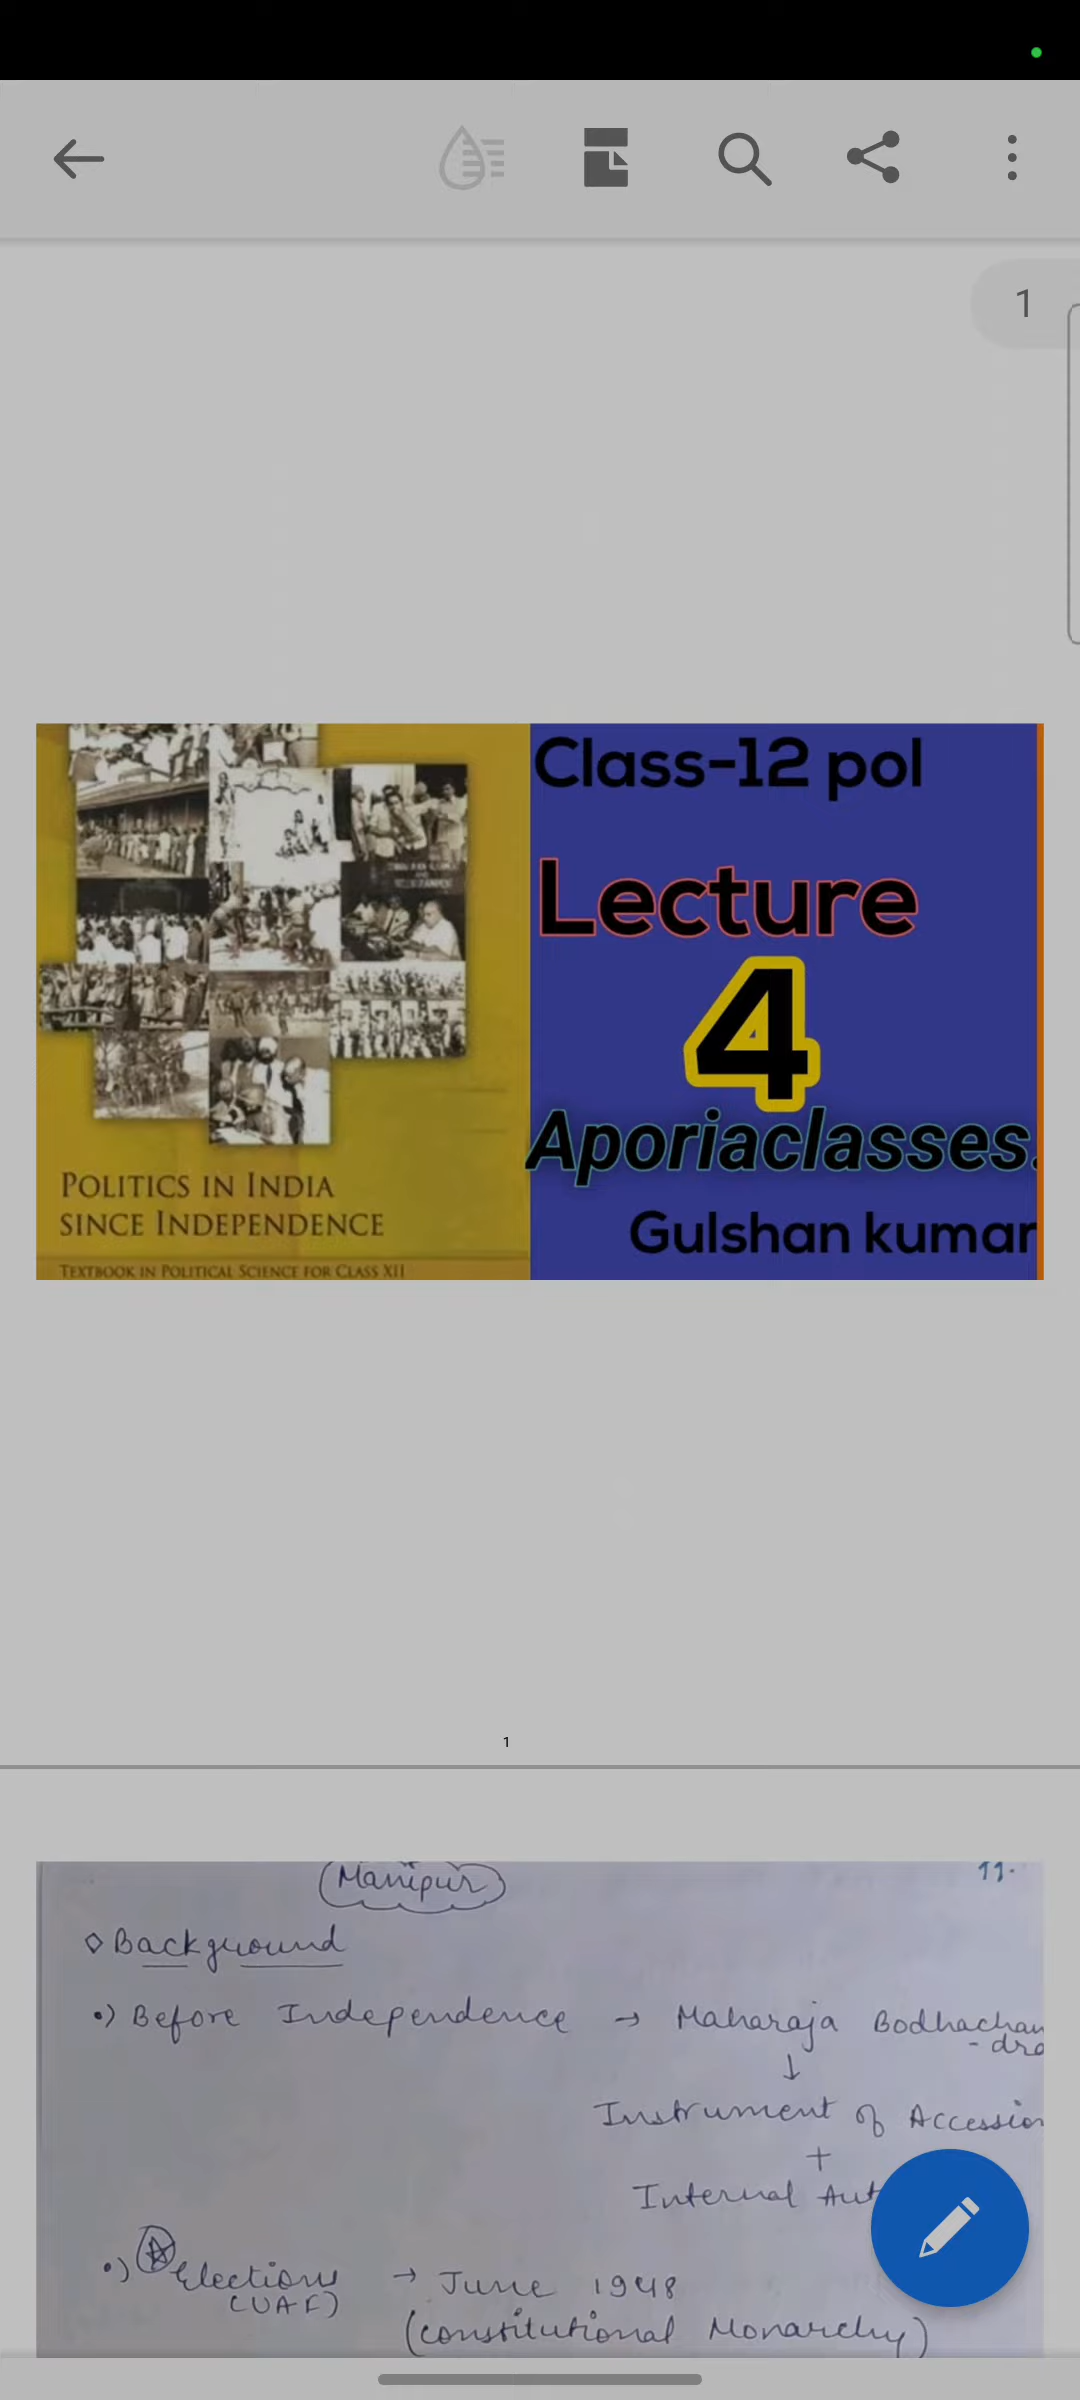 1
Class-12 pol
Lecture
4
Aporiaclasses.
Gulshan kumar
POLITICS IN INDIA
SINCE INDEPENDENCE
TEXTBOOK IN POLITICAL SCIENCE FOR CLASS XII
1
Manipur
11.
◇ Background
•) Before Independence → Maharaja Bodhachan
- dra
↓
Instrument of Accession
+
Internal Aut
•) Elections → June 1948
(UAF)
(constitutional Monarchy)